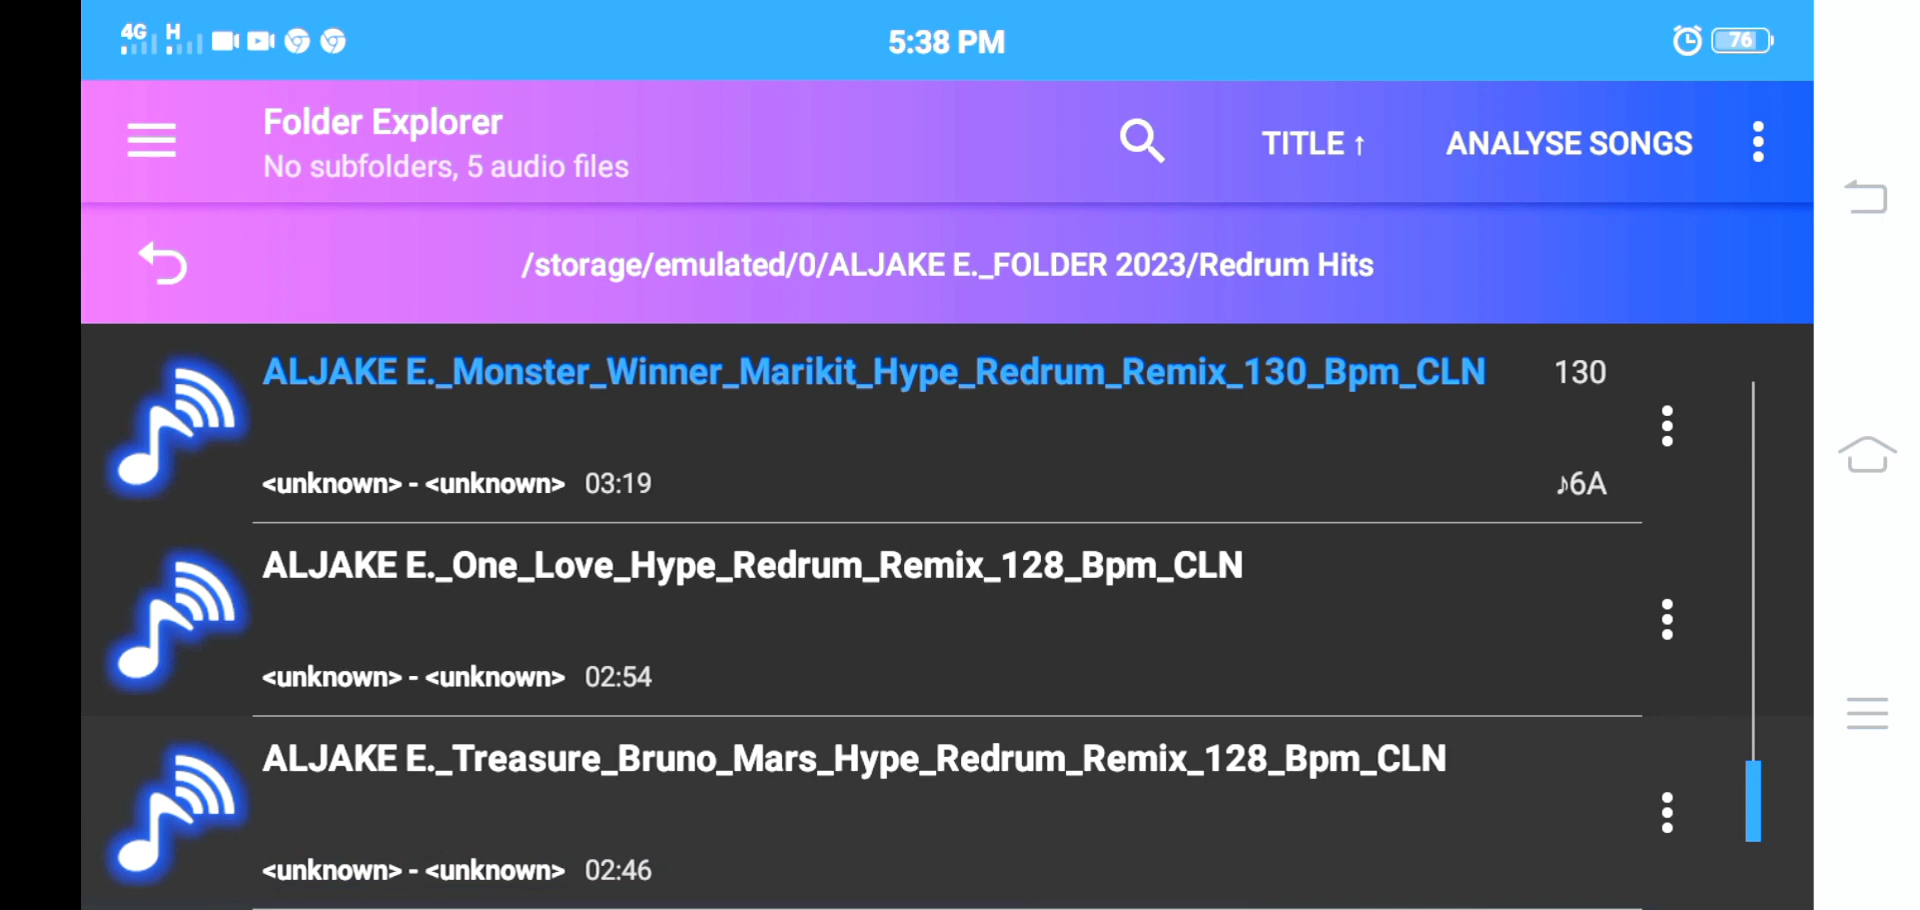 4G H 5:38 PM 76
Folder Explorer
No subfolders, 5 audio files
TITLE ↑ ANALYSE SONGS
/storage/emulated/0/ALJAKE E._FOLDER 2023/Redrum Hits
ALJAKE E._Monster_Winner_Marikit_Hype_Redrum_Remix_130_Bpm_CLN 130
<unknown> - <unknown> 03:19 ♪6A
ALJAKE E._One_Love_Hype_Redrum_Remix_128_Bpm_CLN
<unknown> - <unknown> 02:54
ALJAKE E._Treasure_Bruno_Mars_Hype_Redrum_Remix_128_Bpm_CLN
<unknown> - <unknown> 02:46